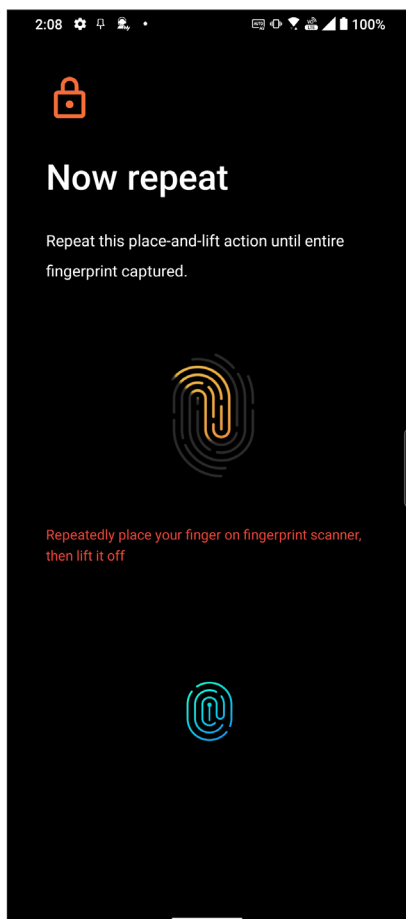 2:08 100%
Now repeat
Repeat this place-and-lift action until entire
fingerprint captured.
Repeatedly place your finger on fingerprint scanner,
then lift it off